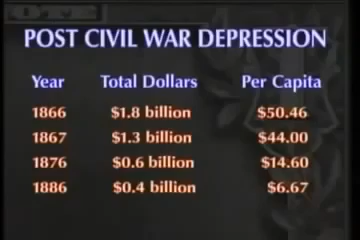 OTE
POST CIVIL WAR DEPRESSION
Year Total Dollars Per Capita
1866 $1.8 billion $50.46
1867 $1.3 billion $44.00
1876 $0.6 billion $14.60
1886 $0.4 billion $6.67